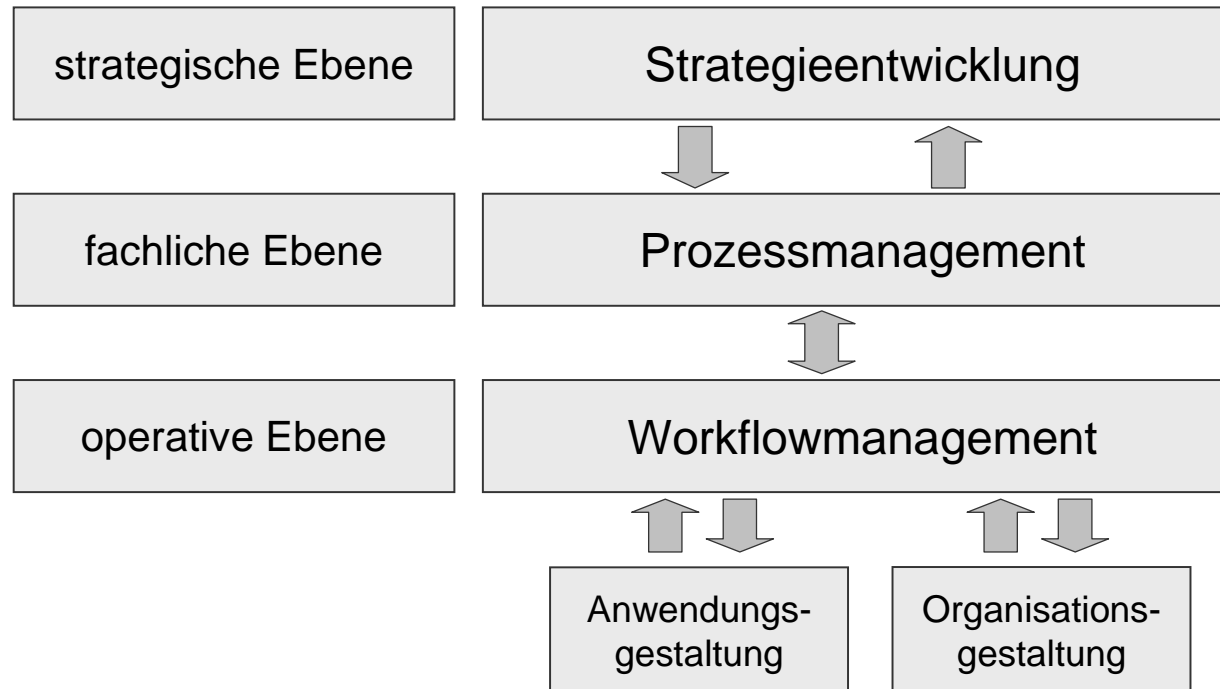 strategische Ebene
Strategieentwicklung
fachliche Ebene
Prozessmanagement
operative Ebene
Workflowmanagement
Anwendungs-
gestaltung
Organisations-
gestaltung